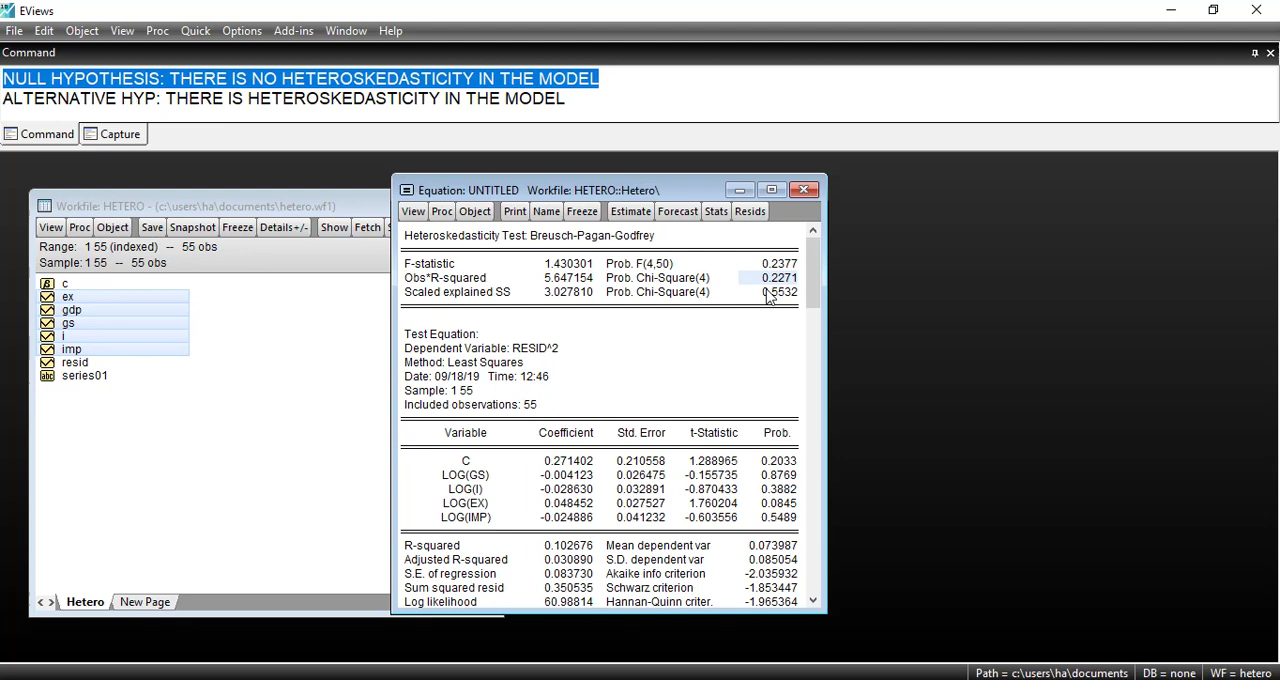 EViews
File Edit Object View Proc Quick Options Add-ins Window Help
Command
NULL HYPOTHESIS: THERE IS NO HETEROSKEDASTICITY IN THE MODEL
ALTERNATIVE HYP: THERE IS HETEROSKEDASTICITY IN THE MODEL
Command Capture
Workfile: HETERO - (c:\users\ha\documents\hetero.wf1)
View Proc Object Save Snapshot Freeze Details+/- Show Fetch
Range: 1 55 (indexed) -- 55 obs
Sample: 1 55 -- 55 obs
c
ex
gdp
gs
i
imp
resid
series01
Hetero New Page
Equation: UNTITLED Workfile: HETERO::Hetero\
View Proc Object Print Name Freeze Estimate Forecast Stats Resids
Heteroskedasticity Test: Breusch-Pagan-Godfrey
F-statistic 1.430301 Prob. F(4,50) 0.2377
Obs*R-squared 5.647154 Prob. Chi-Square(4) 0.2271
Scaled explained SS 3.027810 Prob. Chi-Square(4) 0.5532
Test Equation:
Dependent Variable: RESID^2
Method: Least Squares
Date: 09/18/19 Time: 12:46
Sample: 1 55
Included observations: 55
Variable Coefficient Std. Error t-Statistic Prob.
C 0.271402 0.210558 1.288965 0.2033
LOG(GS) -0.004123 0.026475 -0.155735 0.8769
LOG(I) -0.028630 0.032891 -0.870433 0.3882
LOG(EX) 0.048452 0.027527 1.760204 0.0845
LOG(IMP) -0.024886 0.041232 -0.603556 0.5489
R-squared 0.102676 Mean dependent var 0.073987
Adjusted R-squared 0.030890 S.D. dependent var 0.085054
S.E. of regression 0.083730 Akaike info criterion -2.035932
Sum squared resid 0.350535 Schwarz criterion -1.853447
Log likelihood 60.98814 Hannan-Quinn criter. -1.965364
Path = c:\users\ha\documents DB = none WF = hetero